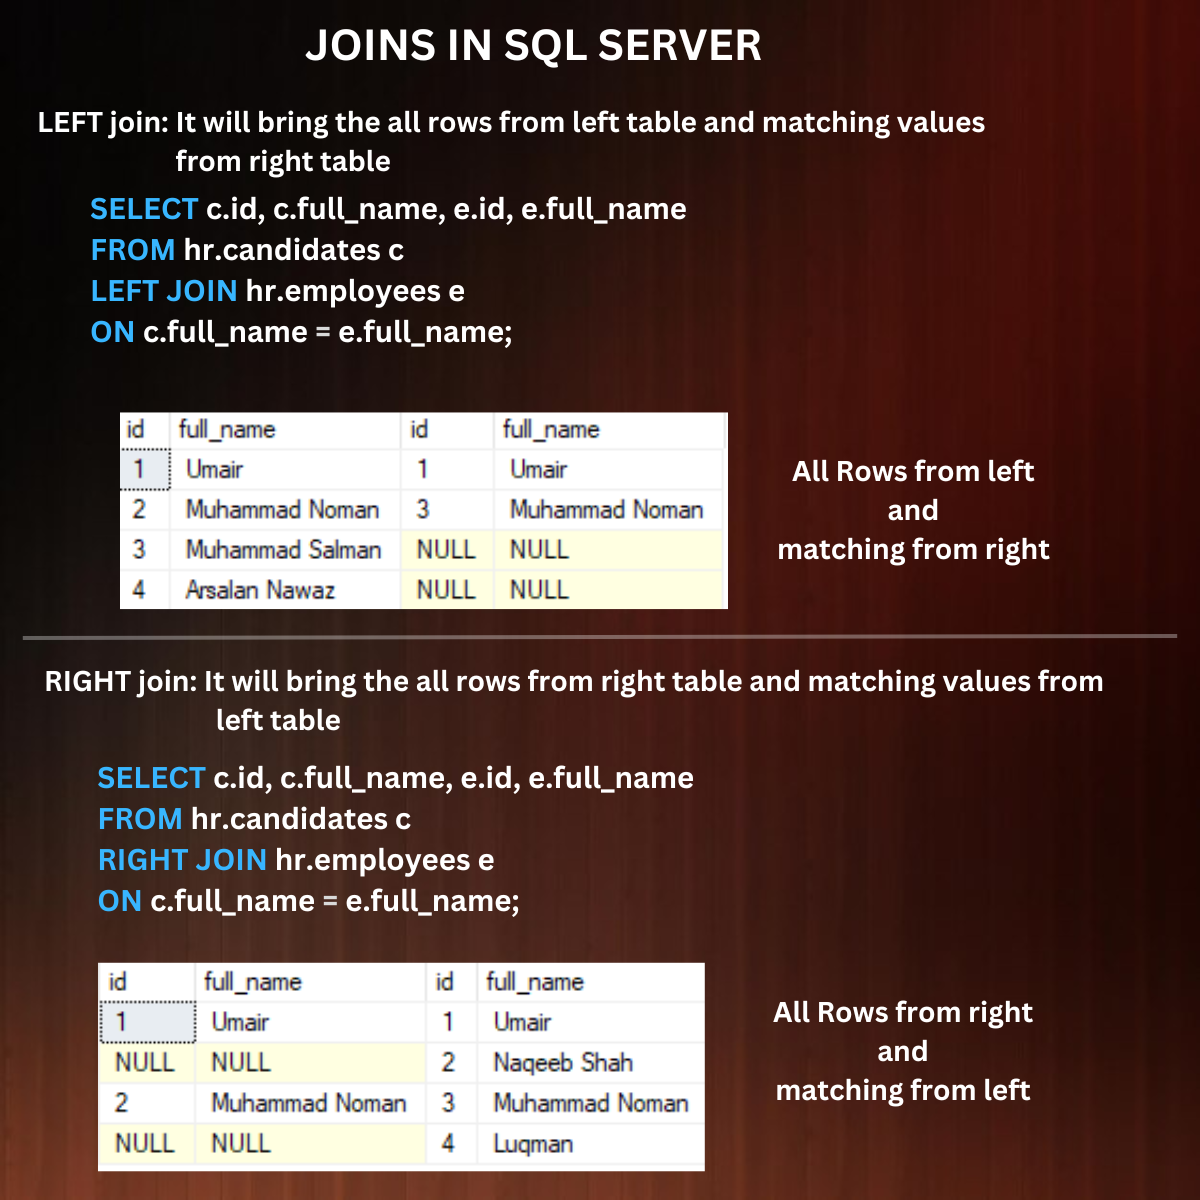 JOINS IN SQL SERVER
LEFT join: It will bring the all rows from left table and matching values
from right table
SELECT c.id, c.full_name, e.id, e.full_name
FROM hr.candidates c
LEFT JOIN hr.employees e
ON c.full_name = e.full_name;
id full_name id full_name
1 Umair 1 Umair
2 Muhammad Noman 3 Muhammad Noman
3 Muhammad Salman NULL NULL
4 Arsalan Nawaz NULL NULL
All Rows from left
and
matching from right
RIGHT join: It will bring the all rows from right table and matching values from
left table
SELECT c.id, c.full_name, e.id, e.full_name
FROM hr.candidates c
RIGHT JOIN hr.employees e
ON c.full_name = e.full_name;
id full_name id full_name
1 Umair 1 Umair
NULL NULL 2 Naqeeb Shah
2 Muhammad Noman 3 Muhammad Noman
NULL NULL 4 Luqman
All Rows from right
and
matching from left